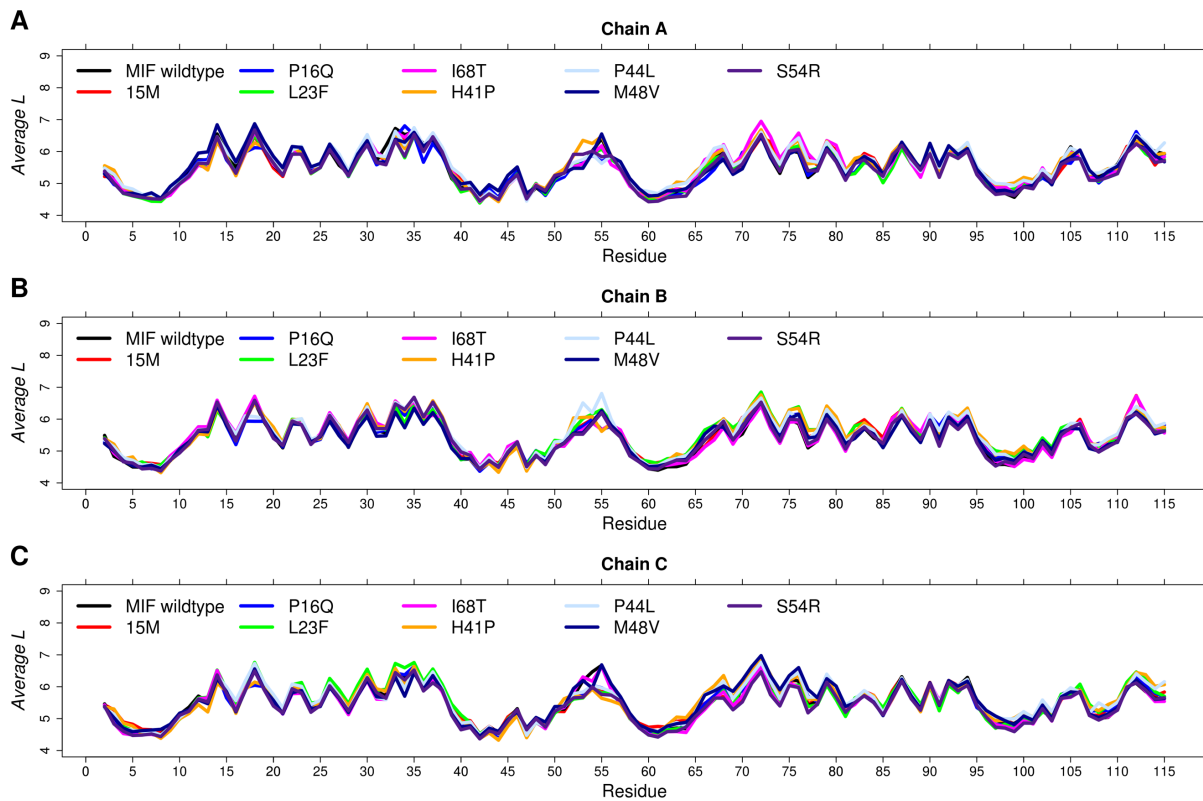 A
Chain A
MIF wildtype P16Q I68T P44L S54R
15M L23F H41P M48V
Average L
4 5 6 7 8 9
0 5 10 15 20 25 30 35 40 45 50 55 60 65 70 75 80 85 90 95 100 105 110 115
Residue
B
Chain B
MIF wildtype P16Q I68T P44L S54R
15M L23F H41P M48V
Average L
4 5 6 7 8 9
0 5 10 15 20 25 30 35 40 45 50 55 60 65 70 75 80 85 90 95 100 105 110 115
Residue
C
Chain C
MIF wildtype P16Q I68T P44L S54R
15M L23F H41P M48V
Average L
4 5 6 7 8 9
0 5 10 15 20 25 30 35 40 45 50 55 60 65 70 75 80 85 90 95 100 105 110 115
Residue